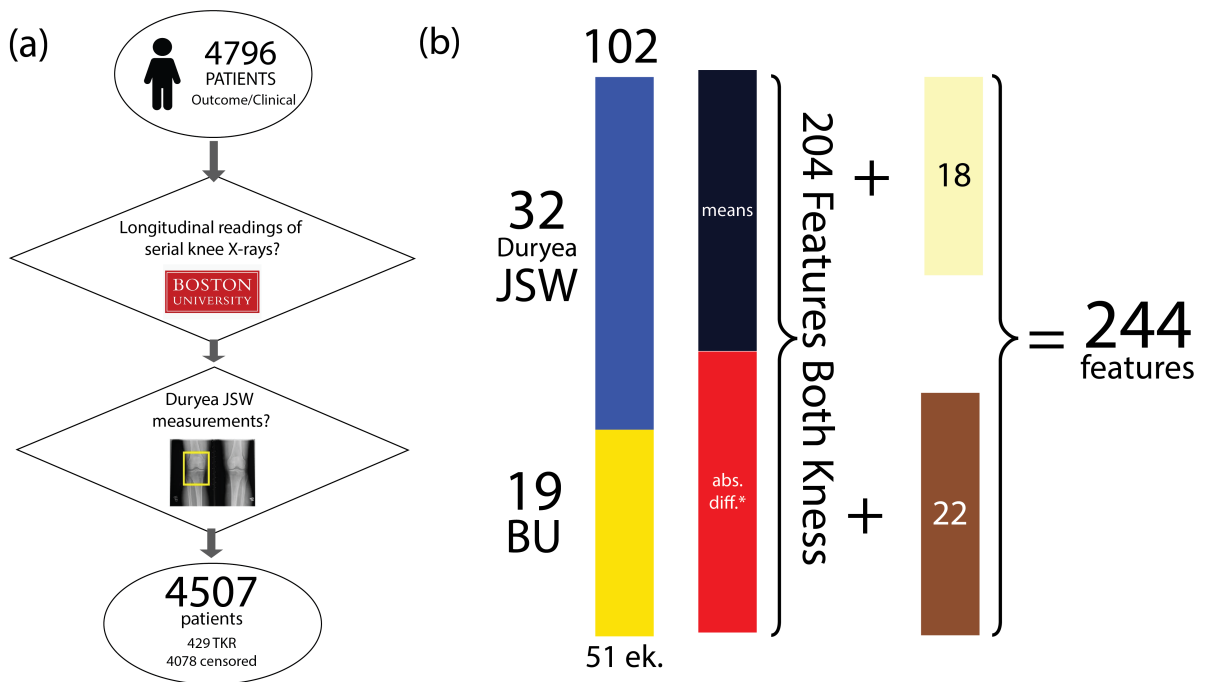 (a)
4796
PATIENTS
Outcome/Clinical
Longitudinal readings of
serial knee X-rays?
BOSTON
UNIVERSITY
Duryea JSW
measurements?
4507
patients
429 TKR
4078 censored
(b)
102
32
Duryea
JSW
19
BU
51 ek.
means
abs.
diff.*
204 Features Both Kness
+
18
+
22
= 244
features